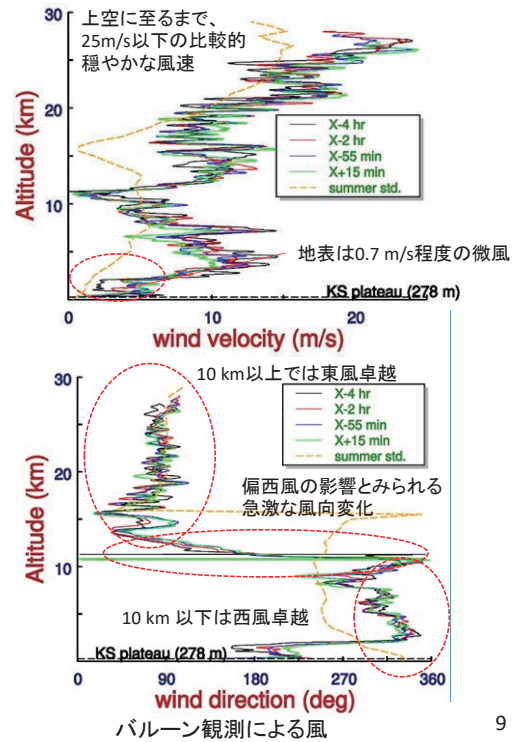 上空に至るまで、
25m/s以下の比較的
穏やかな風速
30
20
10
Altitude (km)
X-4 hr
X-2 hr
X-55 min
X+15 min
summer std.
地表は0.7 m/s程度の微風
KS plateau (278 m)
0
10
20
wind velocity (m/s)
10 km以上では東風卓越
30
20
10
Altitude (km)
X-4 hr
X-2 hr
X-55 min
X+15 min
summer std.
偏西風の影響とみられる
急激な風向変化
10 km 以下は西風卓越
KS plateau (278 m)
0
90
180
270
360
wind direction (deg)
バルーン観測による風
9